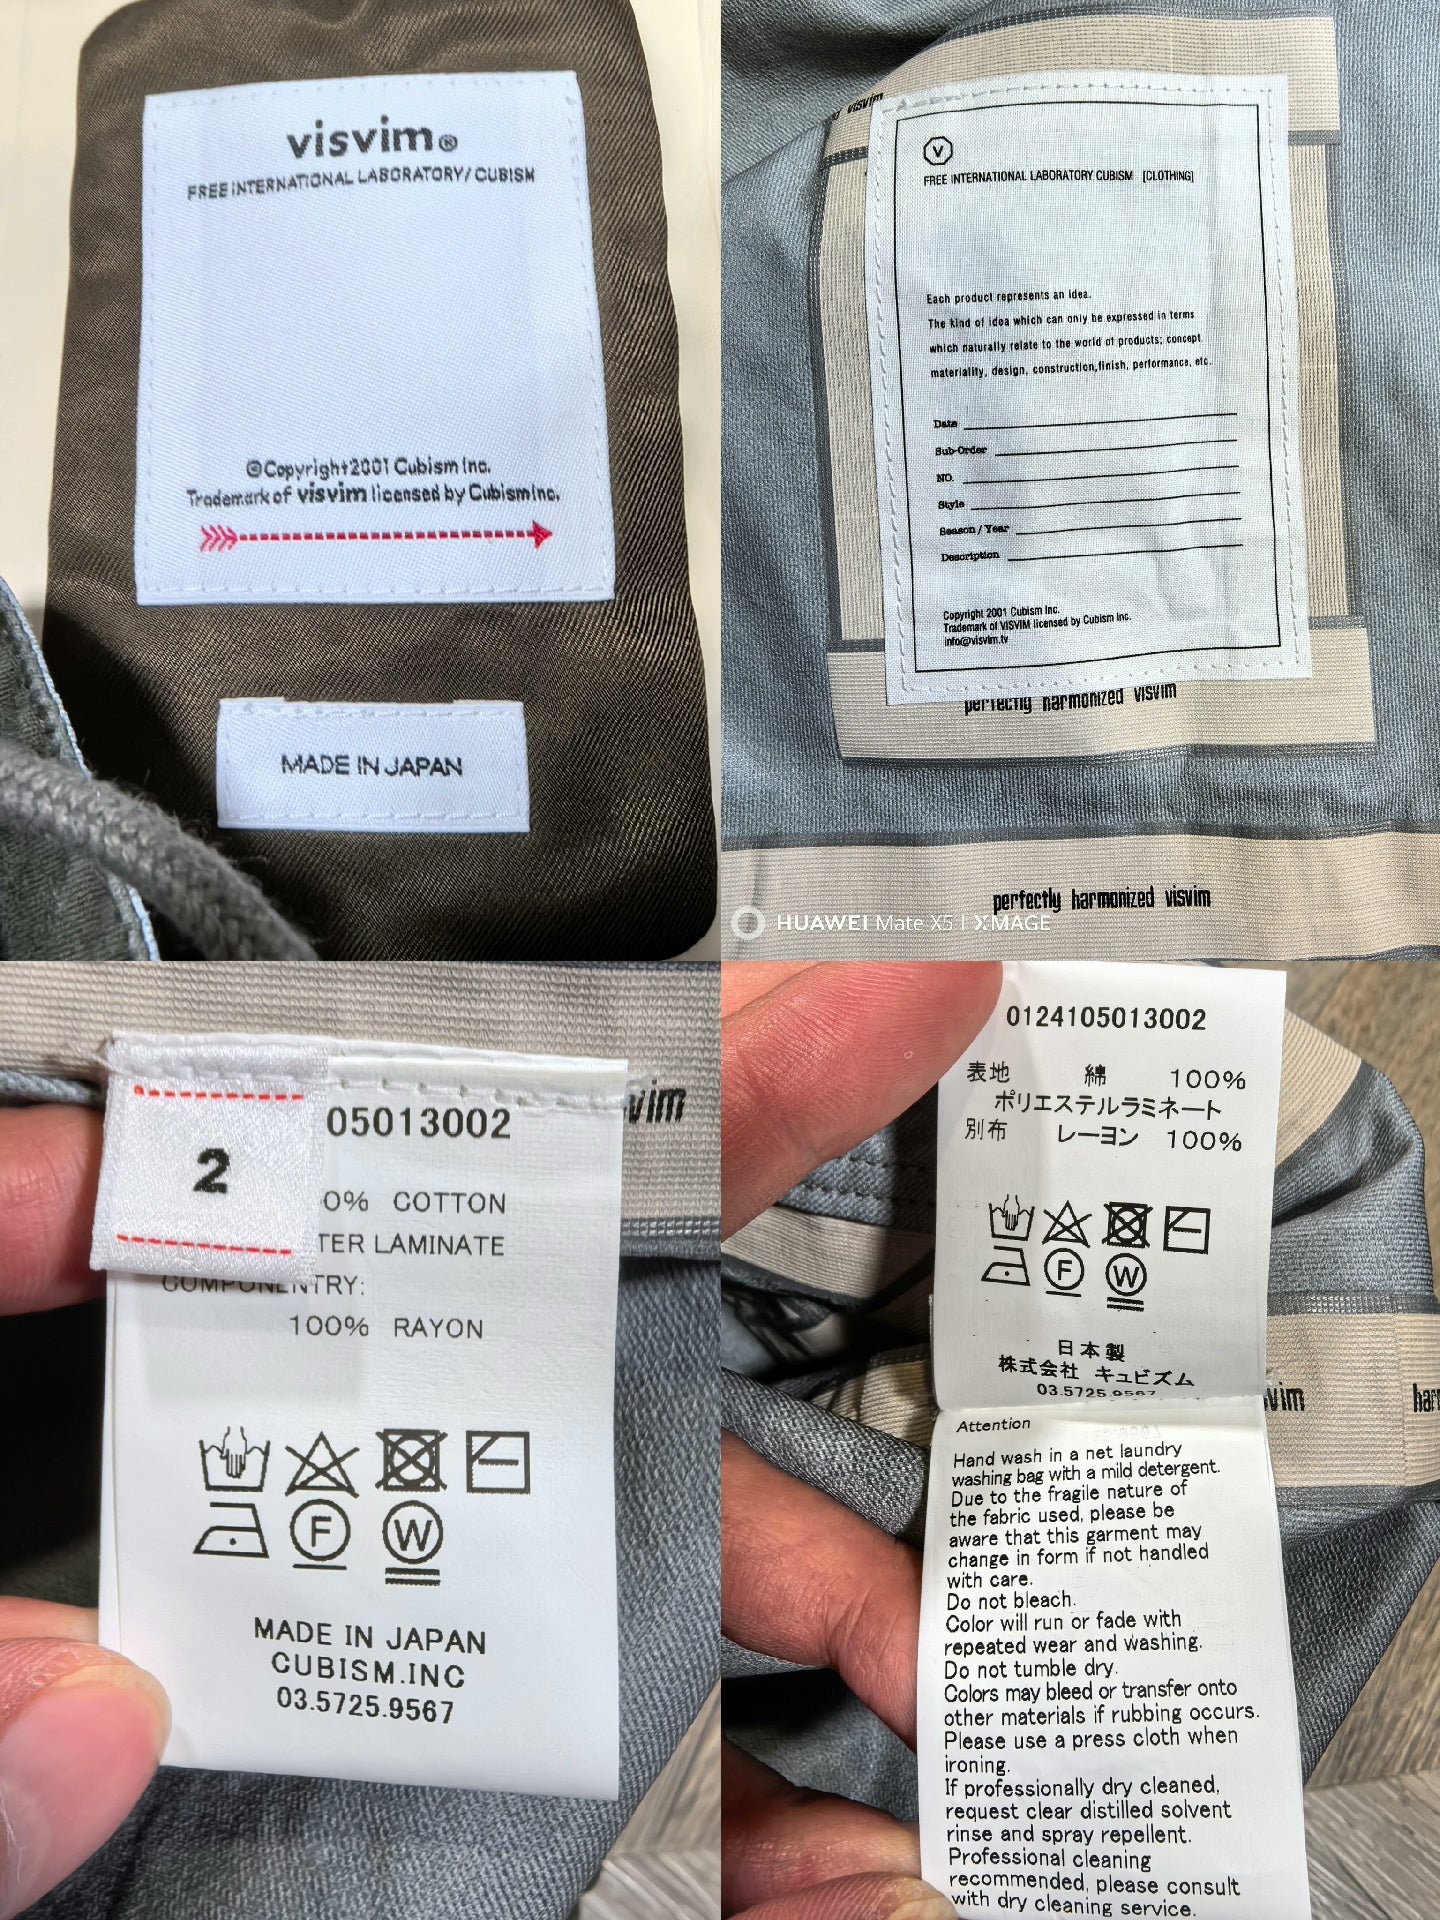 visvim®
FREE INTERNATIONAL LABORATORY/CUBISM
©Copyright2001 Cubism Inc.
Trademark of visvim licensed by Cubism Inc.
MADE IN JAPAN
visvim
V
FREE INTERNATIONAL LABORATORY CUBISM [CLOTHING]
Each product represents an idea.
The kind of idea which can only be expressed in terms
which naturally relate to the world of products; concept
materiality, design, construction,finish, performance, etc.
Date
Sub-Order
NO.
Style
Season / Year
Description
Copyright 2001 Cubism Inc.
Trademark of VISVIM licensed by Cubism Inc.
info@visvim.tv
perfectly harmonized visvim
perfectly harmonized visvim
HUAWEI Mate X5 | XMAGE
2
05013002
0% COTTON
TER LAMINATE
COMPONENTRY:
100% RAYON
F
W
MADE IN JAPAN
CUBISM.INC
03.5725.9567
vim
0124105013002
表地 綿 100%
ポリエステルラミネート
別布 レーヨン 100%
F
W
日本製
株式会社 キュビズム
03.5725.9567
svim
har
Attention
Hand wash in a net laundry
washing bag with a mild detergent.
Due to the fragile nature of
the fabric used, please be
aware that this garment may
change in form if not handled
with care.
Do not bleach.
Color will run or fade with
repeated wear and washing.
Do not tumble dry.
Colors may bleed or transfer onto
other materials if rubbing occurs.
Please use a press cloth when
ironing.
If professionally dry cleaned,
request clear distilled solvent
rinse and spray repellent.
Professional cleaning
recommended, please consult
with dry cleaning service.